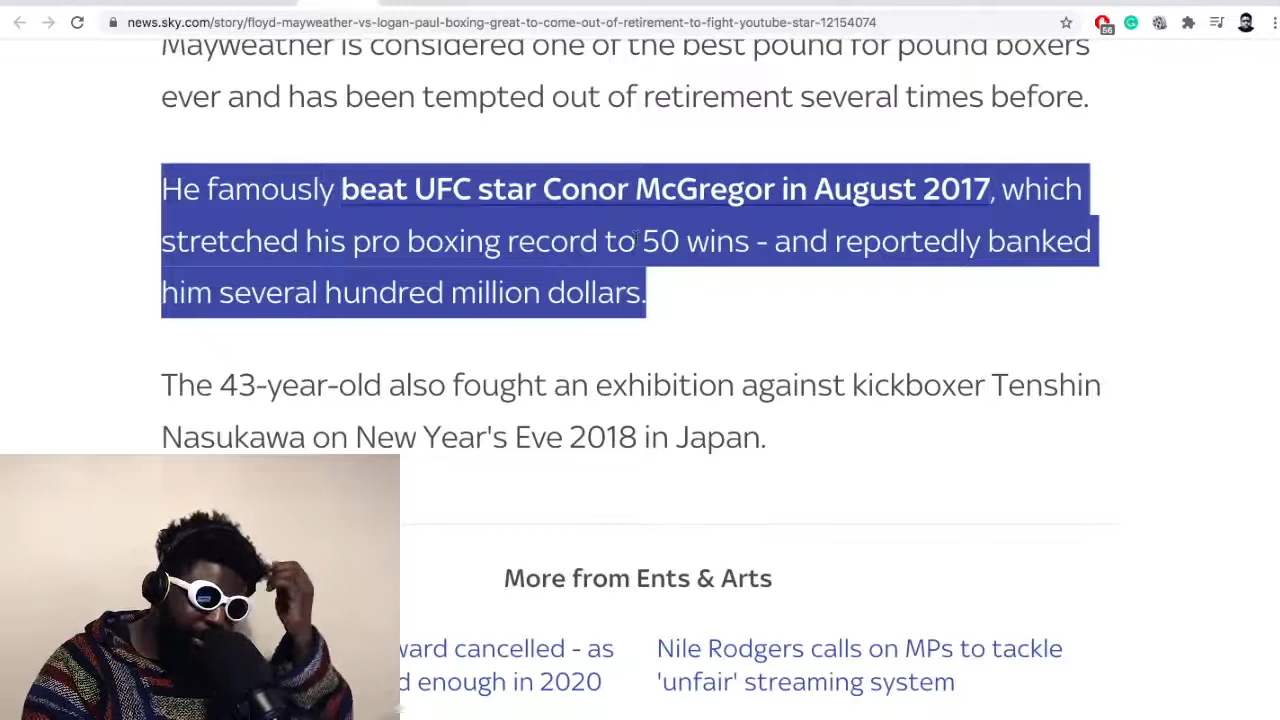 news.sky.com/story/floyd-mayweather-vs-logan-paul-boxing-great-to-come-out-of-retirement-to-fight-youtube-star-12154074
56
Mayweather is considered one of the best pound for pound boxers
ever and has been tempted out of retirement several times before.
He famously beat UFC star Conor McGregor in August 2017, which
stretched his pro boxing record to 50 wins - and reportedly banked
him several hundred million dollars.
The 43-year-old also fought an exhibition against kickboxer Tenshin
Nasukawa on New Year's Eve 2018 in Japan.
More from Ents & Arts
ward cancelled - as
d enough in 2020
Nile Rodgers calls on MPs to tackle
'unfair' streaming system